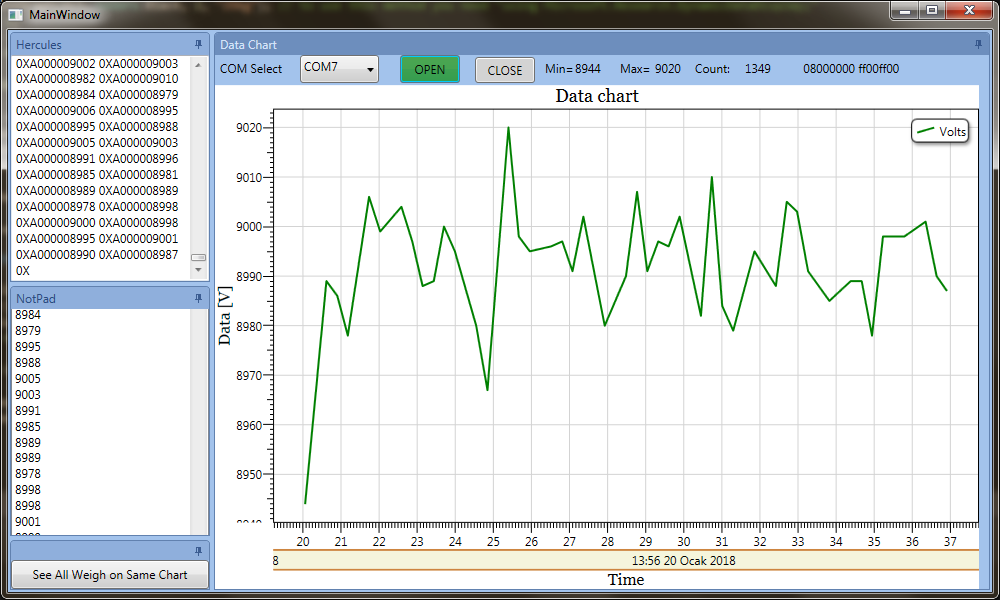 MainWindow
Hercules
0XA000009002 0XA000009003
0XA000008982 0XA000009010
0XA000008984 0XA000008979
0XA000009006 0XA000008995
0XA000008995 0XA000008988
0XA000009005 0XA000009003
0XA000008991 0XA000008996
0XA000008985 0XA000008981
0XA000008989 0XA000008989
0XA000008978 0XA000008998
0XA000009000 0XA000008998
0XA000008995 0XA000009001
0XA000008990 0XA000008987
0X
NotPad
8984
8979
8995
8988
9005
9003
8991
8985
8989
8989
8978
8998
8998
9001
See All Weigh on Same Chart
Data Chart
COM Select COM7 OPEN CLOSE Min= 8944 Max= 9020 Count: 1349 08000000 ff00ff00
Data chart
Volts
9020
9010
9000
8990
8980
8970
8960
8950
8940
Data [V]
20 21 22 23 24 25 26 27 28 29 30 31 32 33 34 35 36 37
8 13:56 20 Ocak 2018
Time